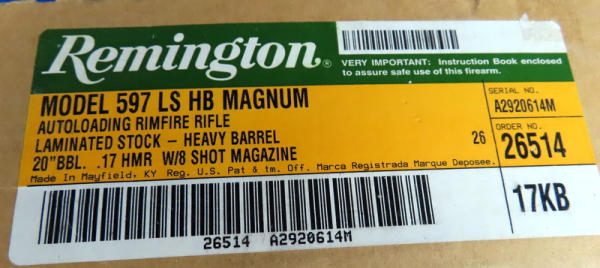 Remington®
VERY IMPORTANT: Instruction Book enclosed
to assure safe use of this firearm.
MODEL 597 LS HB MAGNUM
AUTOLOADING RIMFIRE RIFLE
LAMINATED STOCK – HEAVY BARREL 26
20"BBL. .17 HMR W/8 SHOT MAGAZINE
Made In Mayfield, KY Reg. U.S. Pat & tm. Off. Marca Registrada Marque Deposee.
SERIAL NO.
A2920614M
ORDER NO.
26514
17KB
26514 A2920614M